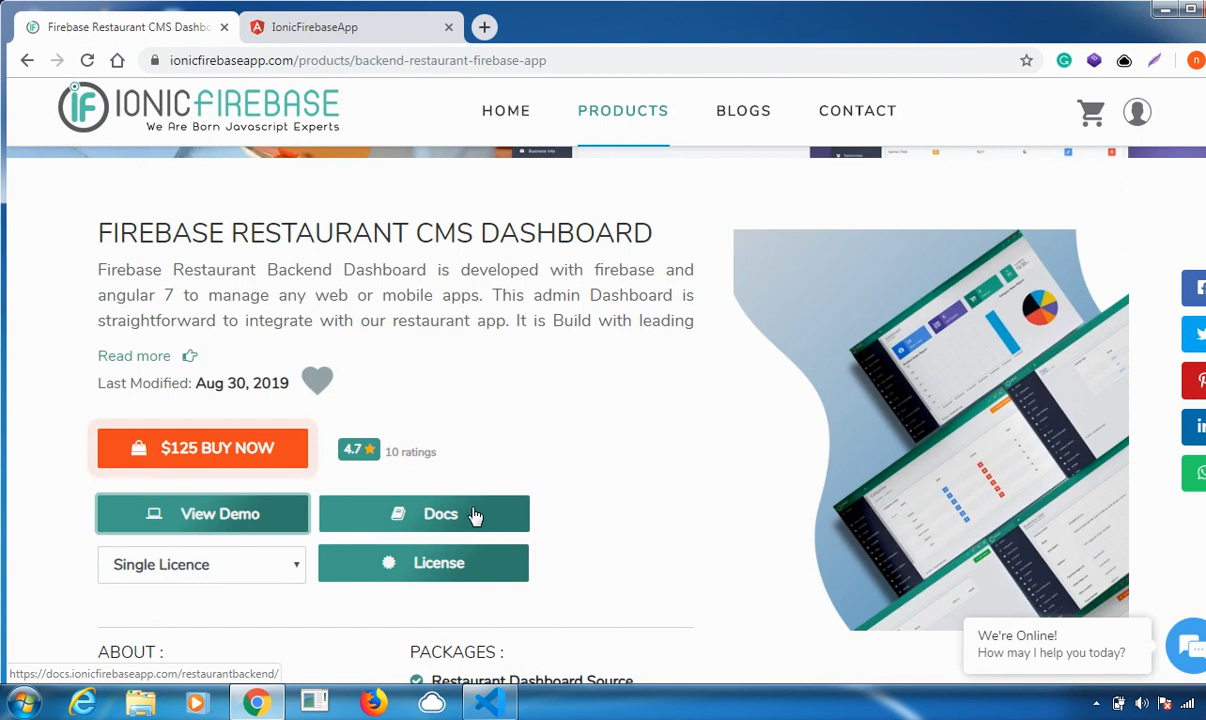 Firebase Restaurant CMS Dashbo
IonicFirebaseApp
ionicfirebaseapp.com/products/backend-restaurant-firebase-app
IONICFIREBASE
We Are Born Javascript Experts
HOME
PRODUCTS
BLOGS
CONTACT
FIREBASE RESTAURANT CMS DASHBOARD
Firebase Restaurant Backend Dashboard is developed with firebase and
angular 7 to manage any web or mobile apps. This admin Dashboard is
straightforward to integrate with our restaurant app. It is Build with leading
Read more
Last Modified: Aug 30, 2019
$125 BUY NOW
4.7 10 ratings
View Demo
Docs
Single Licence
License
ABOUT :
PACKAGES :
Restaurant Dashboard Source
We're Online!
How may I help you today?
https://docs.ionicfirebaseapp.com/restaurantbackend/